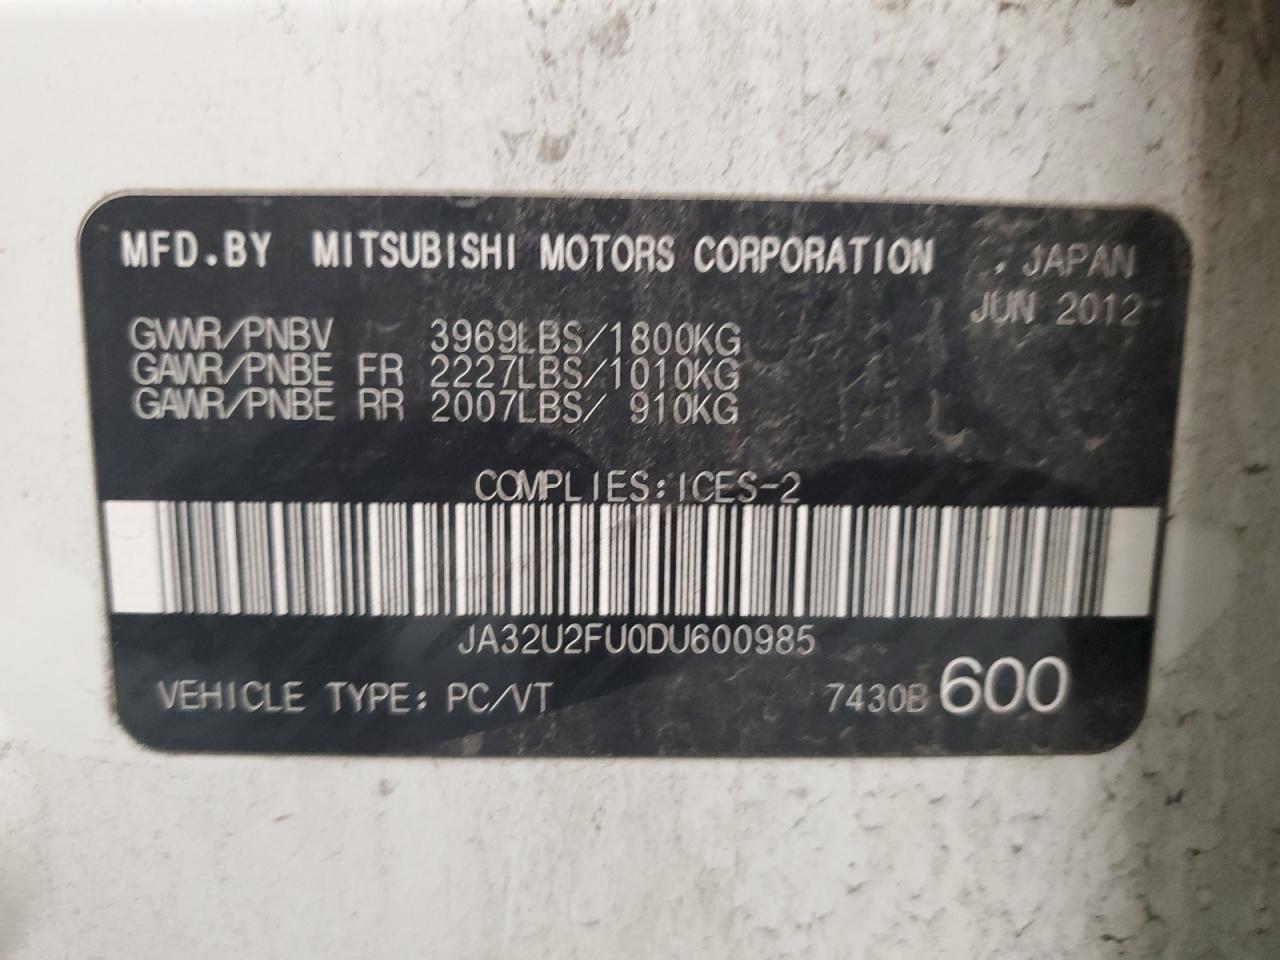 MFD.BY MITSUBISHI MOTORS CORPORATION , JAPAN
JUN 2012
GVWR/PNBV 3969LBS/1800KG
GAWR/PNBE FR 2227LBS/1010KG
GAWR/PNBE RR 2007LBS/ 910KG
COMPLIES:ICES-2
JA32U2FU0DU600985
VEHICLE TYPE: PC/VT 7430B 600